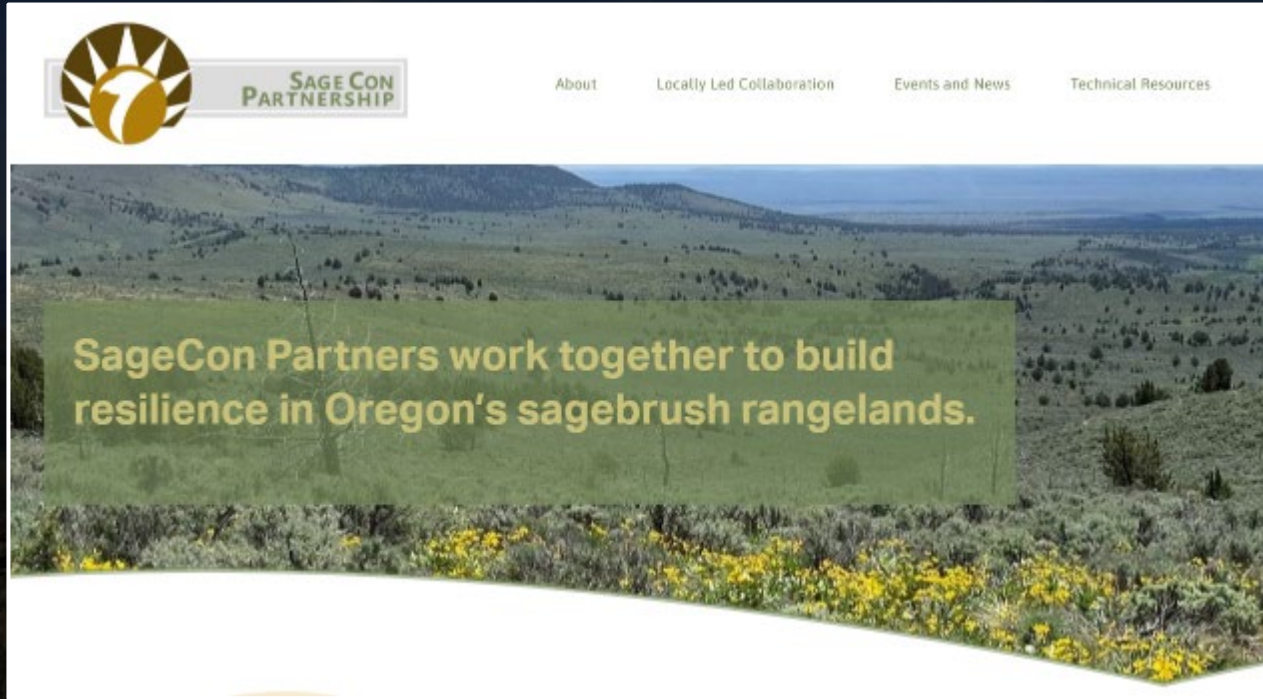 SAGE CON
PARTNERSHIP
About
Locally Led Collaboration
Events and News
Technical Resources
SageCon Partners work together to build
resilience in Oregon's sagebrush rangelands.